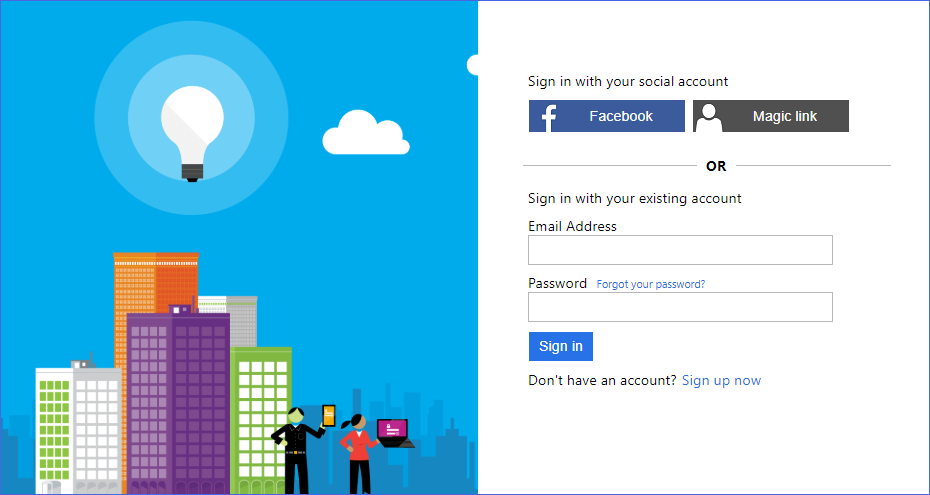 Sign in with your social account
Facebook
Magic link
OR
Sign in with your existing account
Email Address
Password Forgot your password?
Sign in
Don't have an account? Sign up now